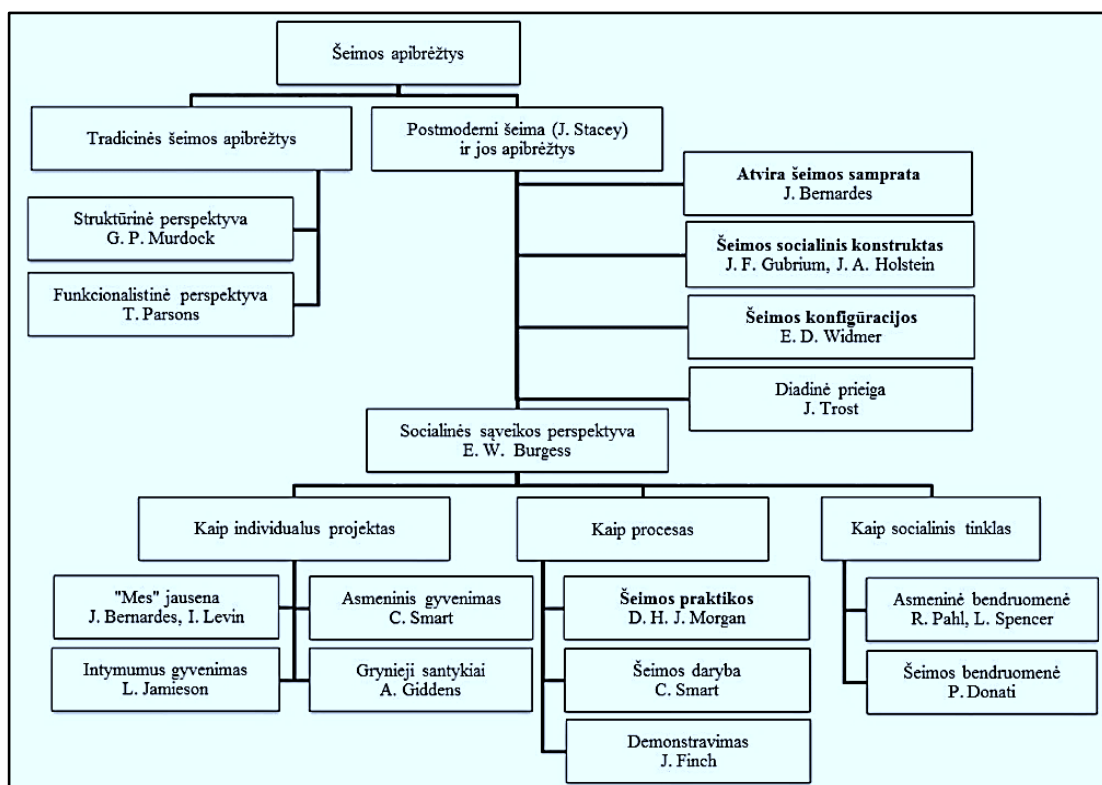 Šeimos apibrėžtys
Tradicinės šeimos apibrėžtys
Postmoderni šeima (J. Stacey)
ir jos apibrėžtys
Atvira šeimos samprata
J. Bernardes
Struktūrinė perspektyva
G. P. Murdock
Šeimos socialinis konstruktas
J. F. Gubrium, J. A. Holstein
Funkcionalistinė perspektyva
T. Parsons
Šeimos konfigūracijos
E. D. Widmer
Diadinė prieiga
J. Trost
Socialinės sąveikos perspektyva
E. W. Burgess
Kaip individualus projektas
Kaip procesas
Kaip socialinis tinklas
"Mes" jausena
J. Bernardes, I. Levin
Asmeninis gyvenimas
C. Smart
Šeimos praktikos
D. H. J. Morgan
Asmeninė bendruomenė
R. Pahl, L. Spencer
Intymumus gyvenimas
L. Jamieson
Grynieji santykiai
A. Giddens
Šeimos daryba
C. Smart
Šeimos bendruomenė
P. Donati
Demonstravimas
J. Finch